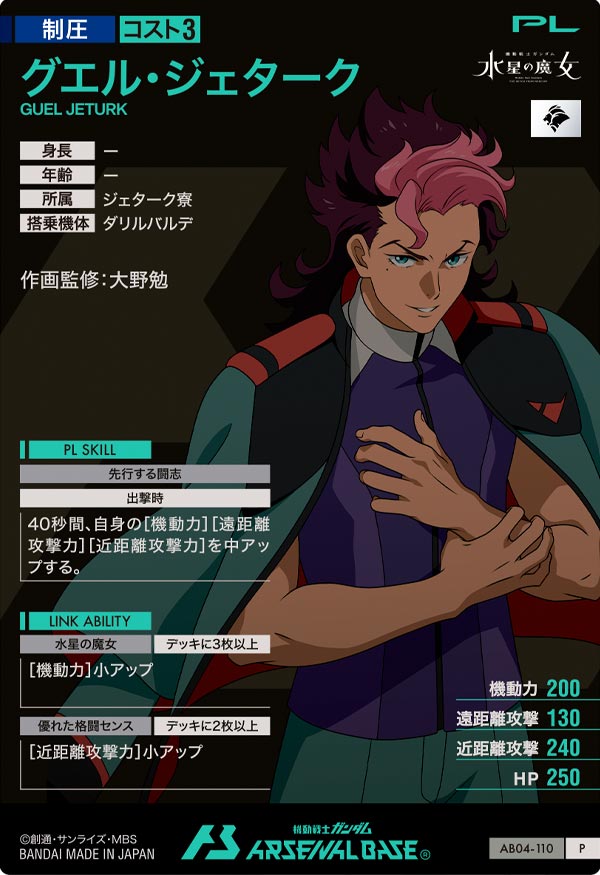 制圧 コスト3 PL
グエル・ジェターク
GUEL JETURK
機動戦士ガンダム
水星の魔女
身長 ー
年齢 ー
所属 ジェターク寮
搭乗機体 ダリルバルデ
作画監修：大野勉
PL SKILL
先行する闘志
出撃時
40秒間、自身の[機動力][遠距離
攻撃力][近距離攻撃力]を中アッ
プする。
LINK ABILITY
水星の魔女 デッキに3枚以上
[機動力]小アップ
優れた格闘センス デッキに2枚以上
[近距離攻撃力]小アップ
機動力 200
遠距離攻撃 130
近距離攻撃 240
HP 250
©創通・サンライズ・MBS
BANDAI MADE IN JAPAN
機動戦士ガンダム
ARSENAL BASE®
AB04-110 P